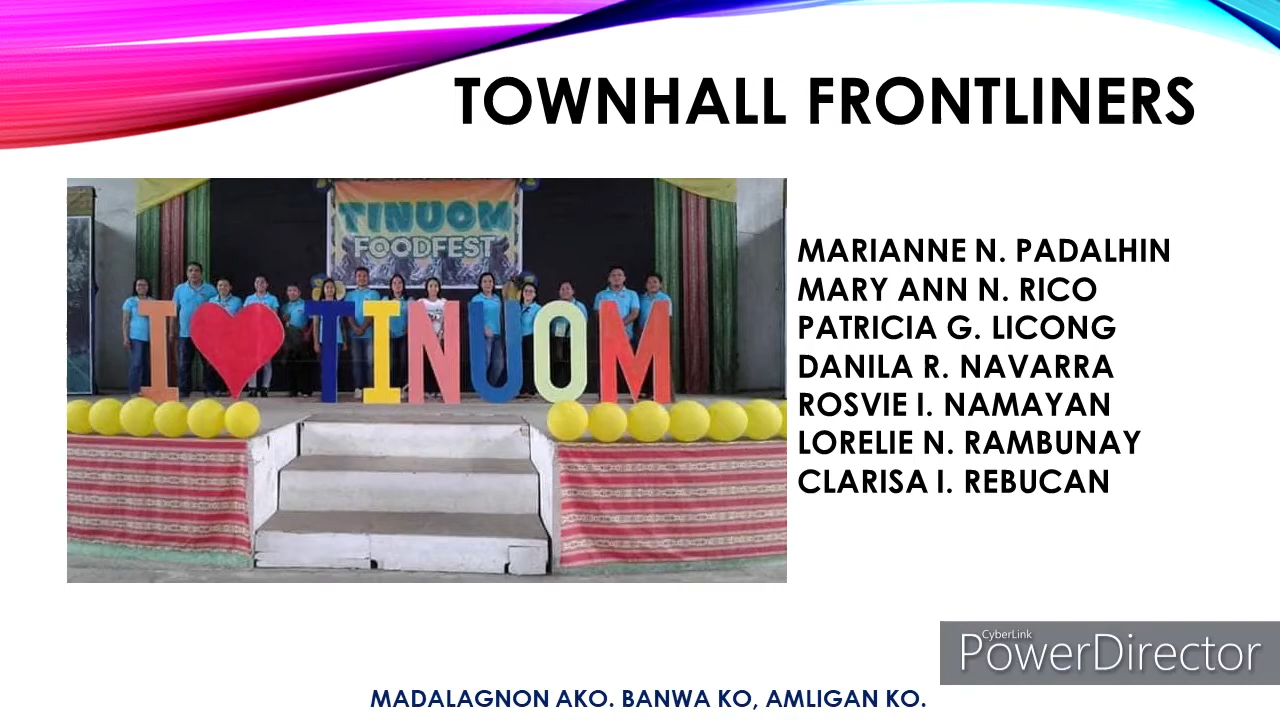 TOWNHALL FRONTLINERS
TINUOM
FOODFEST
I TINUOM
MARIANNE N. PADALHIN
MARY ANN N. RICO
PATRICIA G. LICONG
DANILA R. NAVARRA
ROSVIE I. NAMAYAN
LORELIE N. RAMBUNAY
CLARISA I. REBUCAN
CyberLink
PowerDirector
MADALAGNON AKO. BANWA KO, AMLIGAN KO.